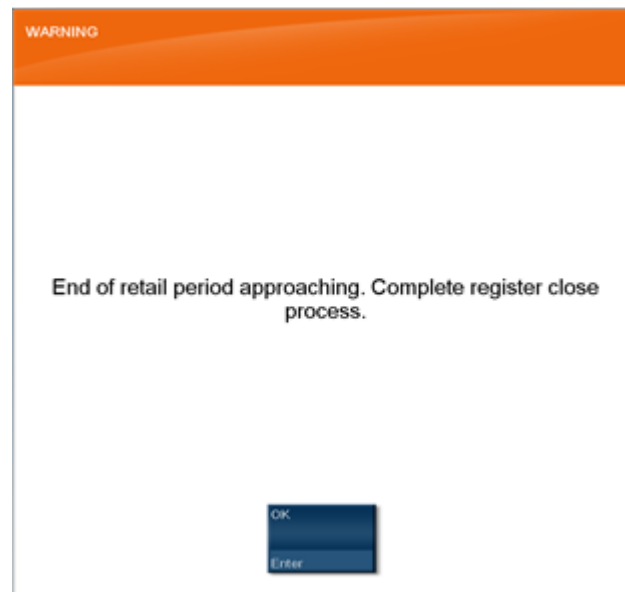 WARNING
End of retail period approaching. Complete register close
process.
OK
Enter